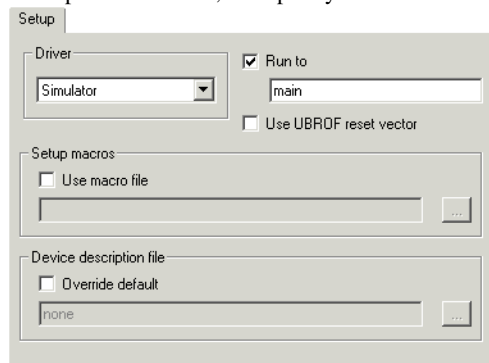 Setup
Driver
Run to
Simulator
main
Use UBROF reset vector
Setup macros
Use macro file
...
Device description file
Override default
none
...